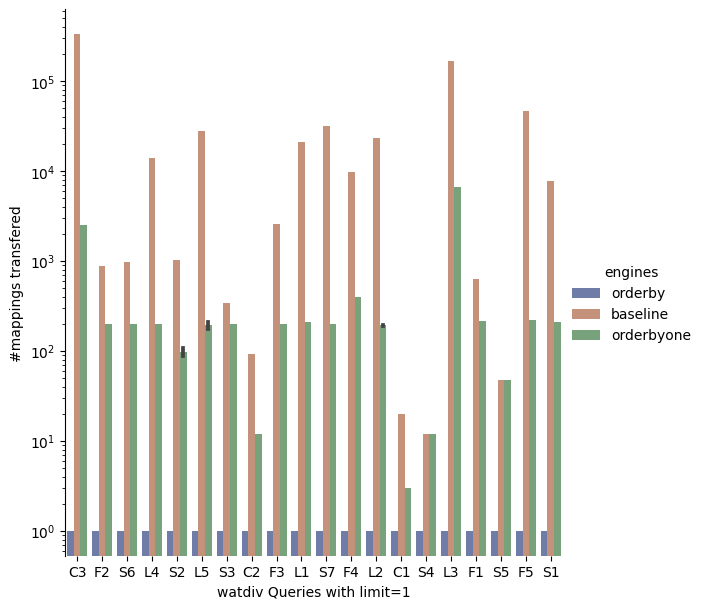 10^5
10^4
10^3
10^2
10^1
10^0
#mappings transfered
C3 F2 S6 L4 S2 L5 S3 C2 F3 L1 S7 F4 L2 C1 S4 L3 F1 S5 F5 S1
watdiv Queries with limit=1
engines
orderby
baseline
orderbyone